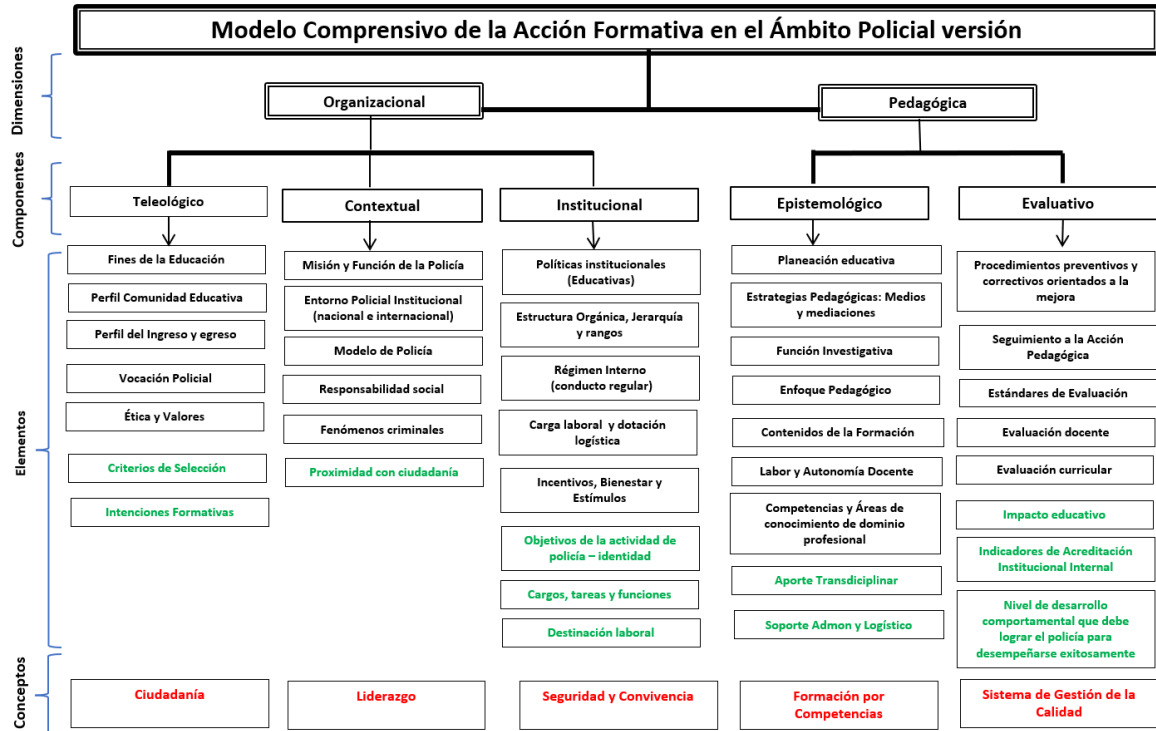 Modelo Comprensivo de la Acción Formativa en el Ámbito Policial versión
Dimensiones
Organizacional
Pedagógica
Componentes
Teleológico
Contextual
Institucional
Epistemológico
Evaluativo
Elementos
Fines de la Educación
Perfil Comunidad Educativa
Perfil del Ingreso y egreso
Vocación Policial
Ética y Valores
Criterios de Selección
Intenciones Formativas
Misión y Función de la Policía
Entorno Policial Institucional
(nacional e internacional)
Modelo de Policía
Responsabilidad social
Fenómenos criminales
Proximidad con ciudadanía
Políticas institucionales
(Educativas)
Estructura Orgánica, Jerarquía
y rangos
Régimen Interno
(conducto regular)
Carga laboral y dotación
logística
Incentivos, Bienestar y
Estímulos
Objetivos de la actividad de
policía – identidad
Cargos, tareas y funciones
Destinación laboral
Planeación educativa
Estrategias Pedagógicas: Medios
y mediaciones
Función Investigativa
Enfoque Pedagógico
Contenidos de la Formación
Labor y Autonomía Docente
Competencias y Áreas de
conocimiento de dominio
profesional
Aporte Transdiciplinar
Soporte Admon y Logístico
Procedimientos preventivos y
correctivos orientados a la
mejora
Seguimiento a la Acción
Pedagógica
Estándares de Evaluación
Evaluación docente
Evaluación curricular
Impacto educativo
Indicadores de Acreditación
Institucional Internal
Nivel de desarrollo
comportamental que debe
lograr el policía para
desempeñarse exitosamente
Conceptos
Ciudadanía
Liderazgo
Seguridad y Convivencia
Formación por
Competencias
Sistema de Gestión de la
Calidad